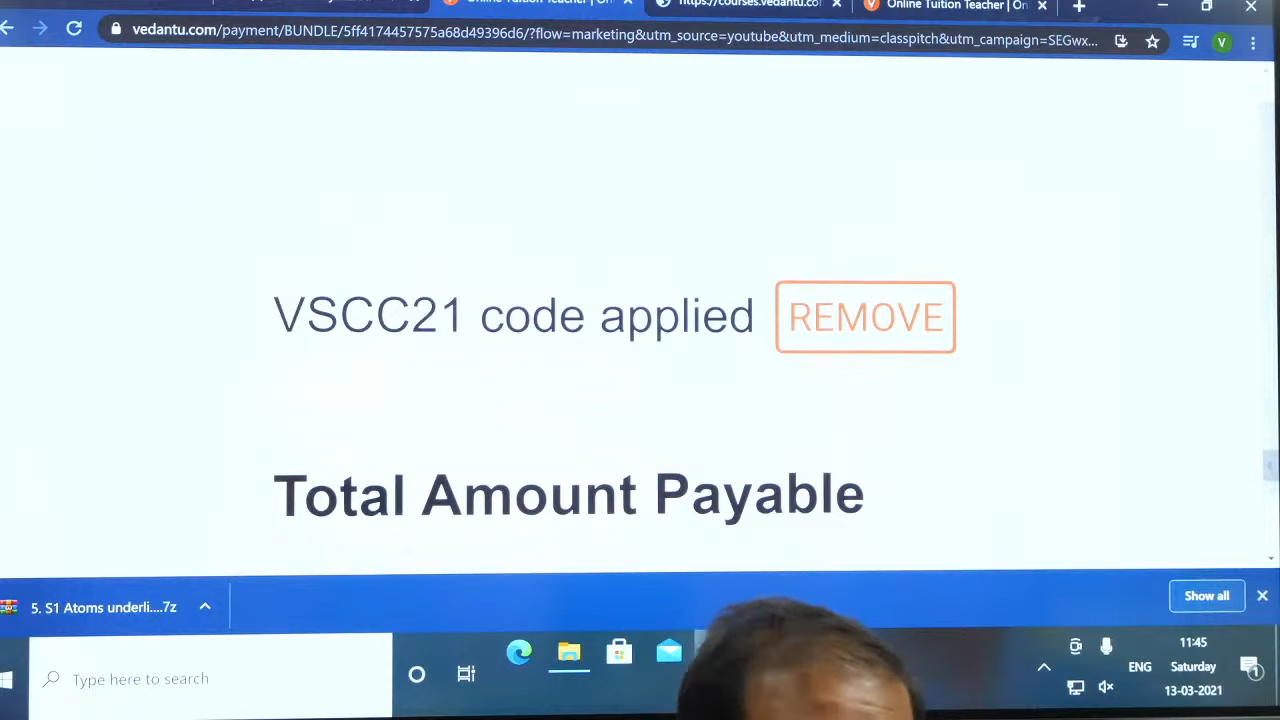 Online Tuition Teacher | On
https://courses.vedantu.co
Online Tuition Teacher | On
vedantu.com/payment/BUNDLE/5ff4174457575a68d49396d6/?flow=marketing&utm_source=youtube&utm_medium=classpitch&utm_campaign=SEGwx...
V
VSCC21 code applied REMOVE
Total Amount Payable
5. S1 Atoms underli....7z
Show all
Type here to search
ENG
11:45
Saturday
13-03-2021
1